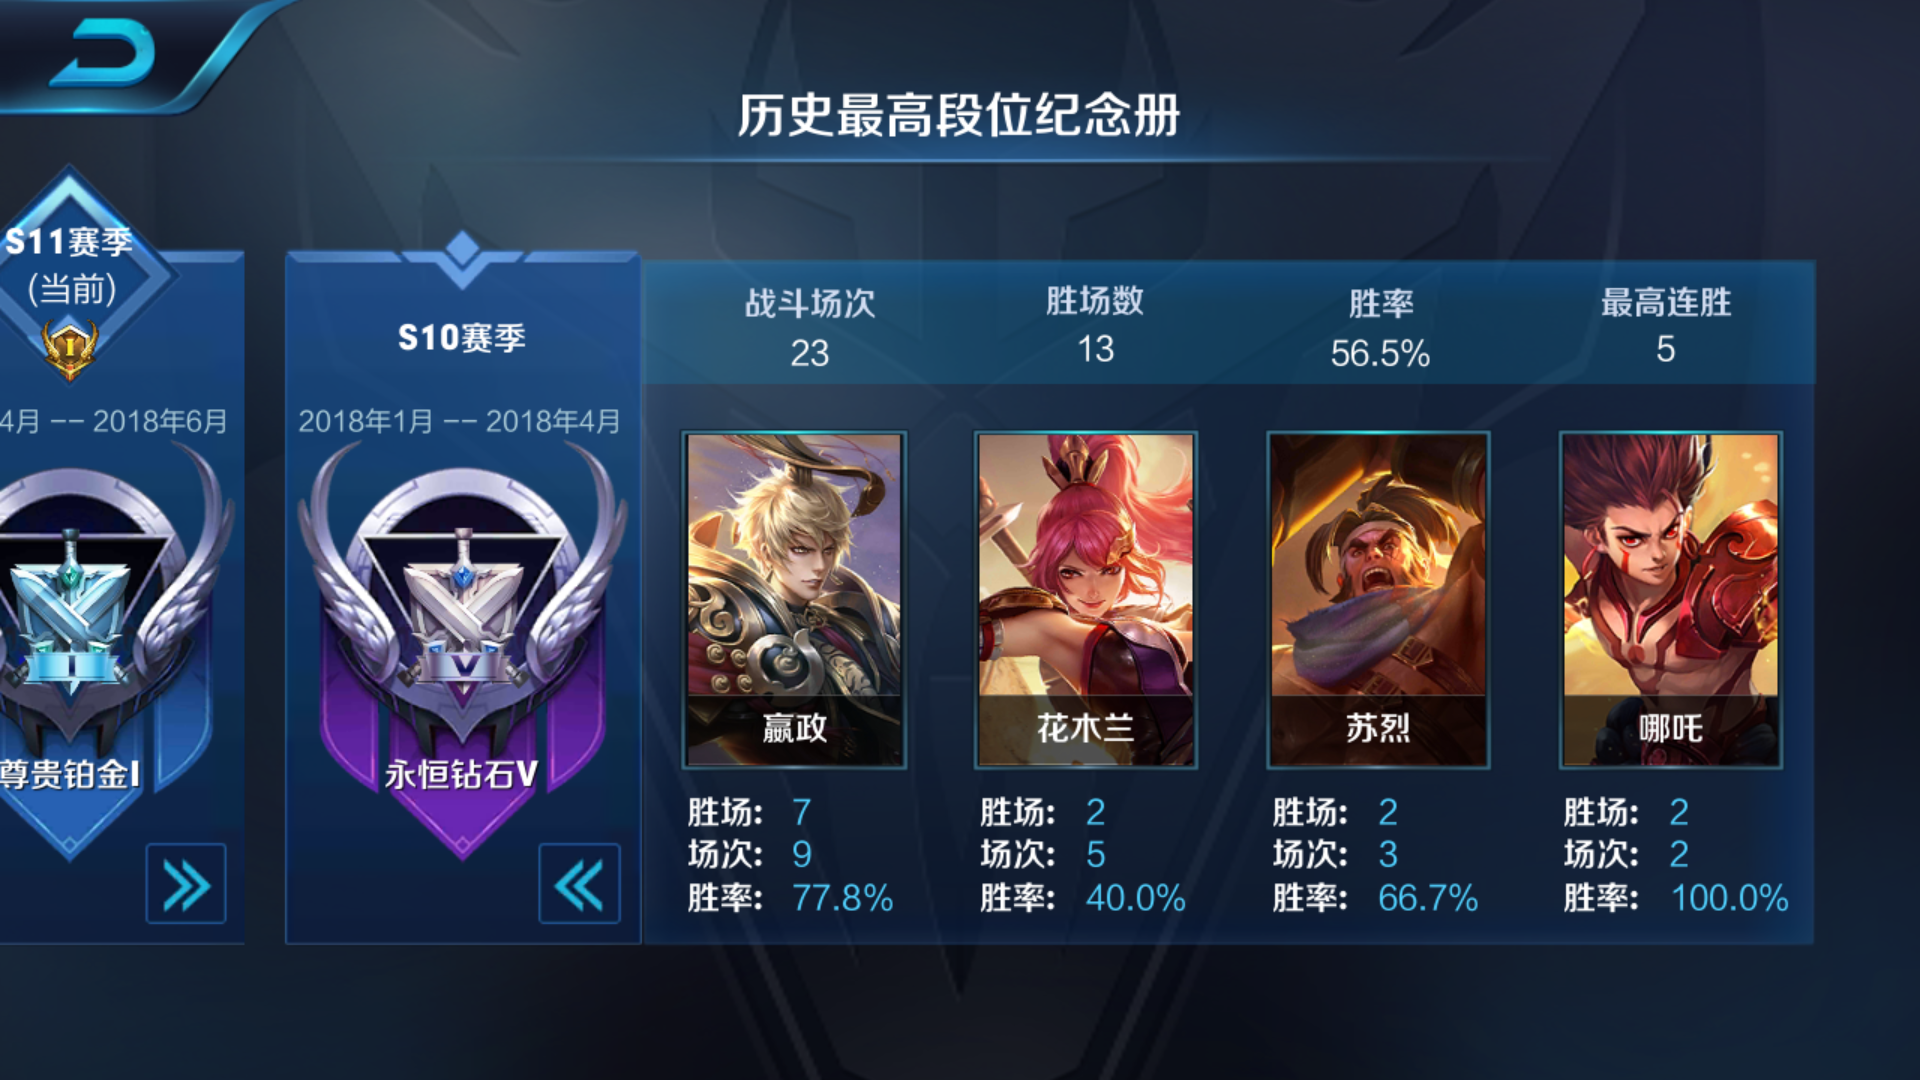 历史最高段位纪念册
S11赛季
(当前)
I
4月 -- 2018年6月
I
尊贵铂金I
S10赛季
2018年1月 -- 2018年4月
V
永恒钻石V
战斗场次 胜场数 胜率 最高连胜
23 13 56.5% 5
嬴政 花木兰 苏烈 哪吒
胜场: 7 胜场: 2 胜场: 2 胜场: 2
场次: 9 场次: 5 场次: 3 场次: 2
胜率: 77.8% 胜率: 40.0% 胜率: 66.7% 胜率: 100.0%